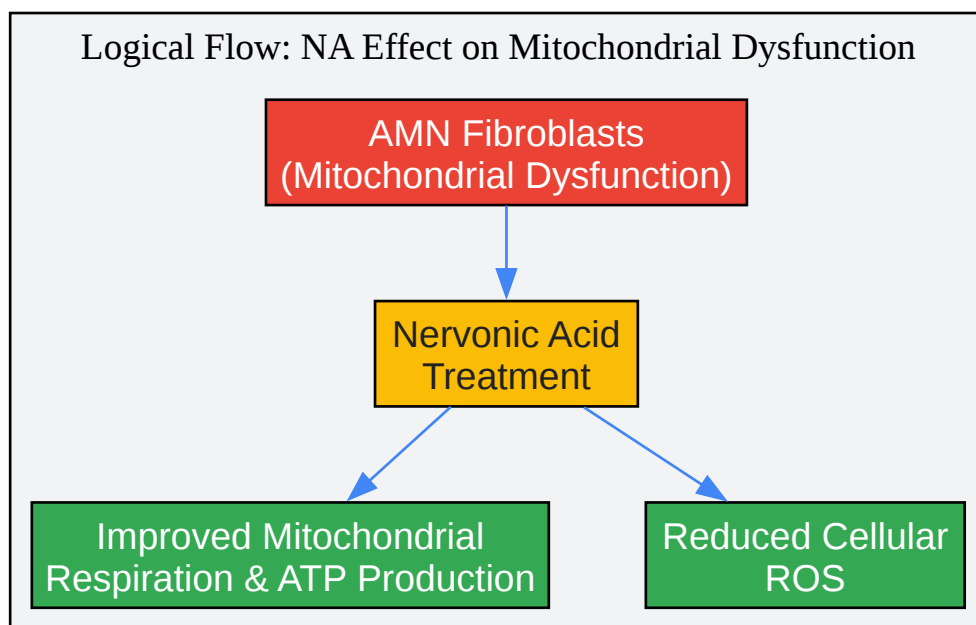 Logical Flow: NA Effect on Mitochondrial Dysfunction
AMN Fibroblasts
(Mitochondrial Dysfunction)
Nervonic Acid
Treatment
Improved Mitochondrial
Respiration & ATP Production
Reduced Cellular
ROS